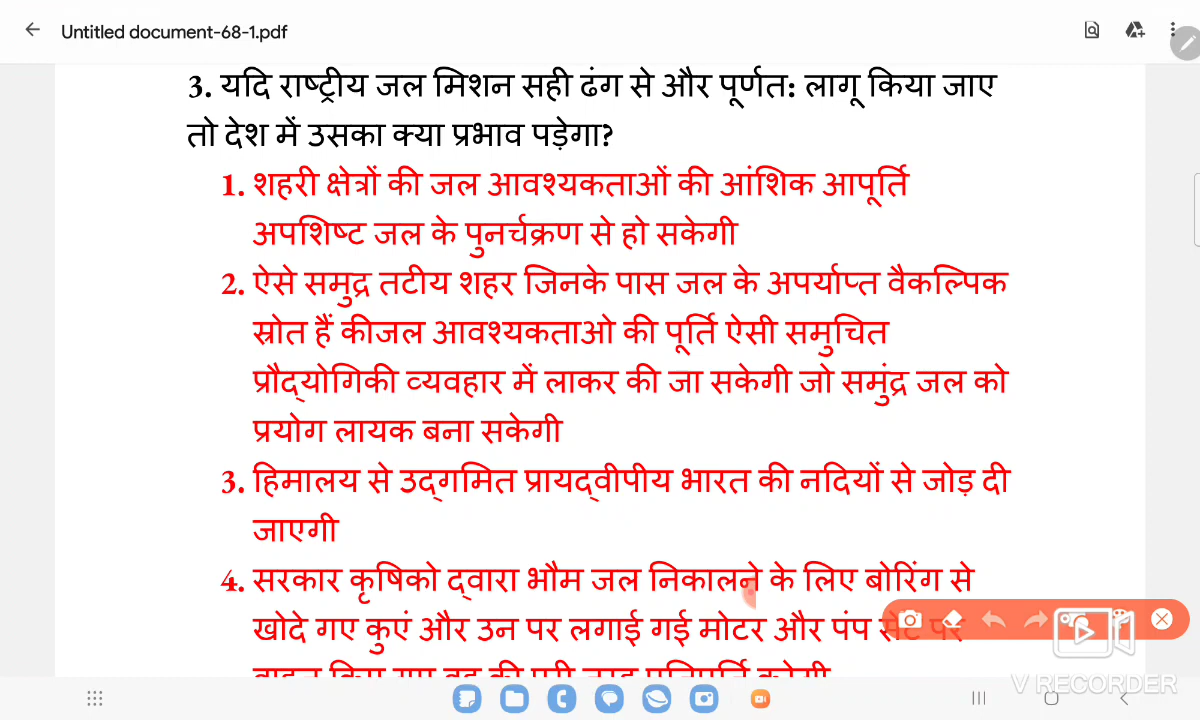 Untitled document-68-1.pdf
3. यदि राष्ट्रीय जल मिशन सही ढंग से और पूर्णत: लागू किया जाए
तो देश में उसका क्या प्रभाव पड़ेगा?
1. शहरी क्षेत्रों की जल आवश्यकताओं की आंशिक आपूर्ति
अपशिष्ट जल के पुनर्चक्रण से हो सकेगी
2. ऐसे समुद्र तटीय शहर जिनके पास जल के अपर्याप्त वैकल्पिक
स्रोत हैं कीजल आवश्यकताओ की पूर्ति ऐसी समुचित
प्रौद्योगिकी व्यवहार में लाकर की जा सकेगी जो समुंद्र जल को
प्रयोग लायक बना सकेगी
3. हिमालय से उद्गमित प्रायद्वीपीय भारत की नदियों से जोड़ दी
जाएगी
4. सरकार कृषिको द्वारा भौम जल निकालने के लिए बोरिंग से
खोदे गए कुएं और उन पर लगाई गई मोटर और पंप सेट पर
V RECORDER